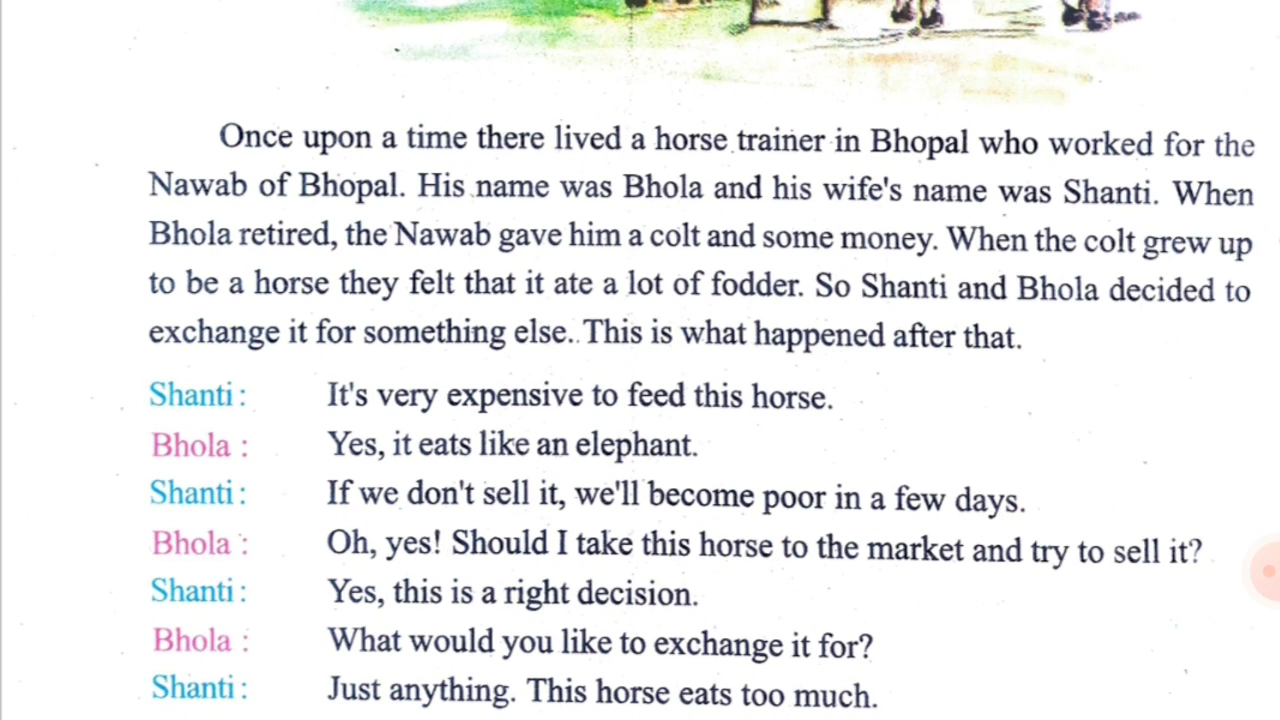 Once upon a time there lived a horse trainer in Bhopal who worked for the
Nawab of Bhopal. His name was Bhola and his wife's name was Shanti. When
Bhola retired, the Nawab gave him a colt and some money. When the colt grew up
to be a horse they felt that it ate a lot of fodder. So Shanti and Bhola decided to
exchange it for something else. This is what happened after that.
Shanti : It's very expensive to feed this horse.
Bhola : Yes, it eats like an elephant.
Shanti : If we don't sell it, we'll become poor in a few days.
Bhola : Oh, yes! Should I take this horse to the market and try to sell it?
Shanti : Yes, this is a right decision.
Bhola : What would you like to exchange it for?
Shanti : Just anything. This horse eats too much.